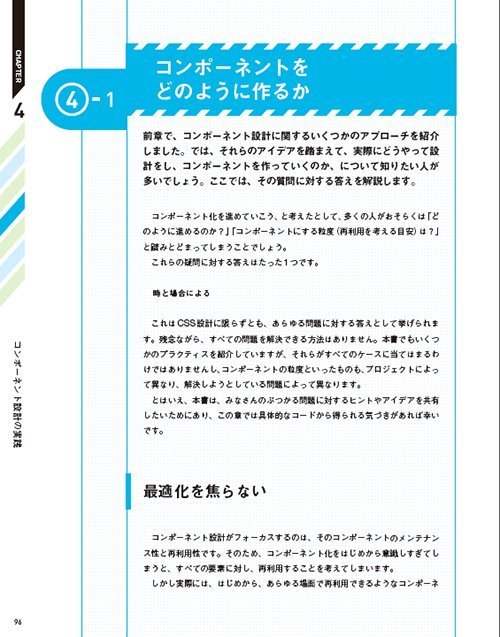 CHAPTER
4
コンポーネント設計の実践
4-1
コンポーネントを
どのように作るか
前章で、コンポーネント設計に関するいくつかのアプローチを紹介
しました。では、それらのアイデアを踏まえて、実際にどうやって設
計をし、コンポーネントを作っていくのか、について知りたい人が
多いでしょう。ここでは、その質問に対する答えを解説します。
コンポーネント化を進めていこう、と考えたとして、多くの人がおそらくは「ど
のように進めるのか？」「コンポーネントにする粒度（再利用を考える目安）は？」
と踏みとどまってしまうことでしょう。
これらの疑問に対する答えはたった1つです。
時と場合による
これはCSS設計に限らずとも、あらゆる問題に対する答えとして挙げられま
す。残念ながら、すべての問題を解決できる方法はありません。本書でもいくつ
かのプラクティスを紹介していますが、それらがすべてのケースに当てはまるわ
けではありませんし、コンポーネントの粒度といったものも、プロジェクトによっ
て異なり、解決しようとしている問題によって異なります。
とはいえ、本書は、みなさんのぶつかる問題に対するヒントやアイデアを共有
したいためにあり、この章では具体的なコードから得られる気づきがあれば幸い
です。
最適化を焦らない
コンポーネント設計がフォーカスするのは、そのコンポーネントのメンテナン
ス性と再利用性です。そのため、コンポーネント化をはじめから意識しすぎてし
まうと、すべての要素に対し、再利用することを考えてしまいます。
しかし実際には、はじめから、あらゆる場面で再利用できるようなコンポーネ
96